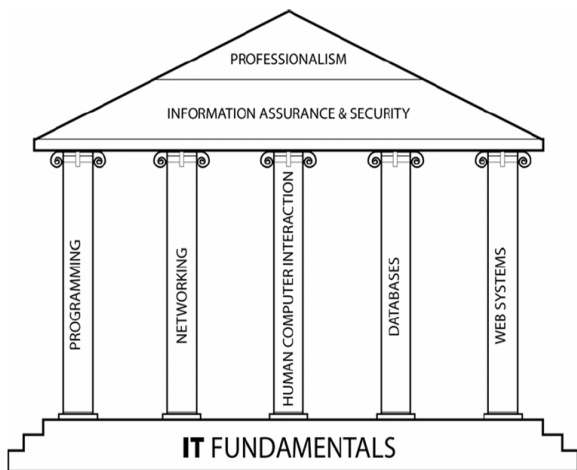 PROFESSIONALISM
INFORMATION ASSURANCE & SECURITY
PROGRAMMING
NETWORKING
HUMAN COMPUTER INTERACTION
DATABASES
WEB SYSTEMS
IT FUNDAMENTALS